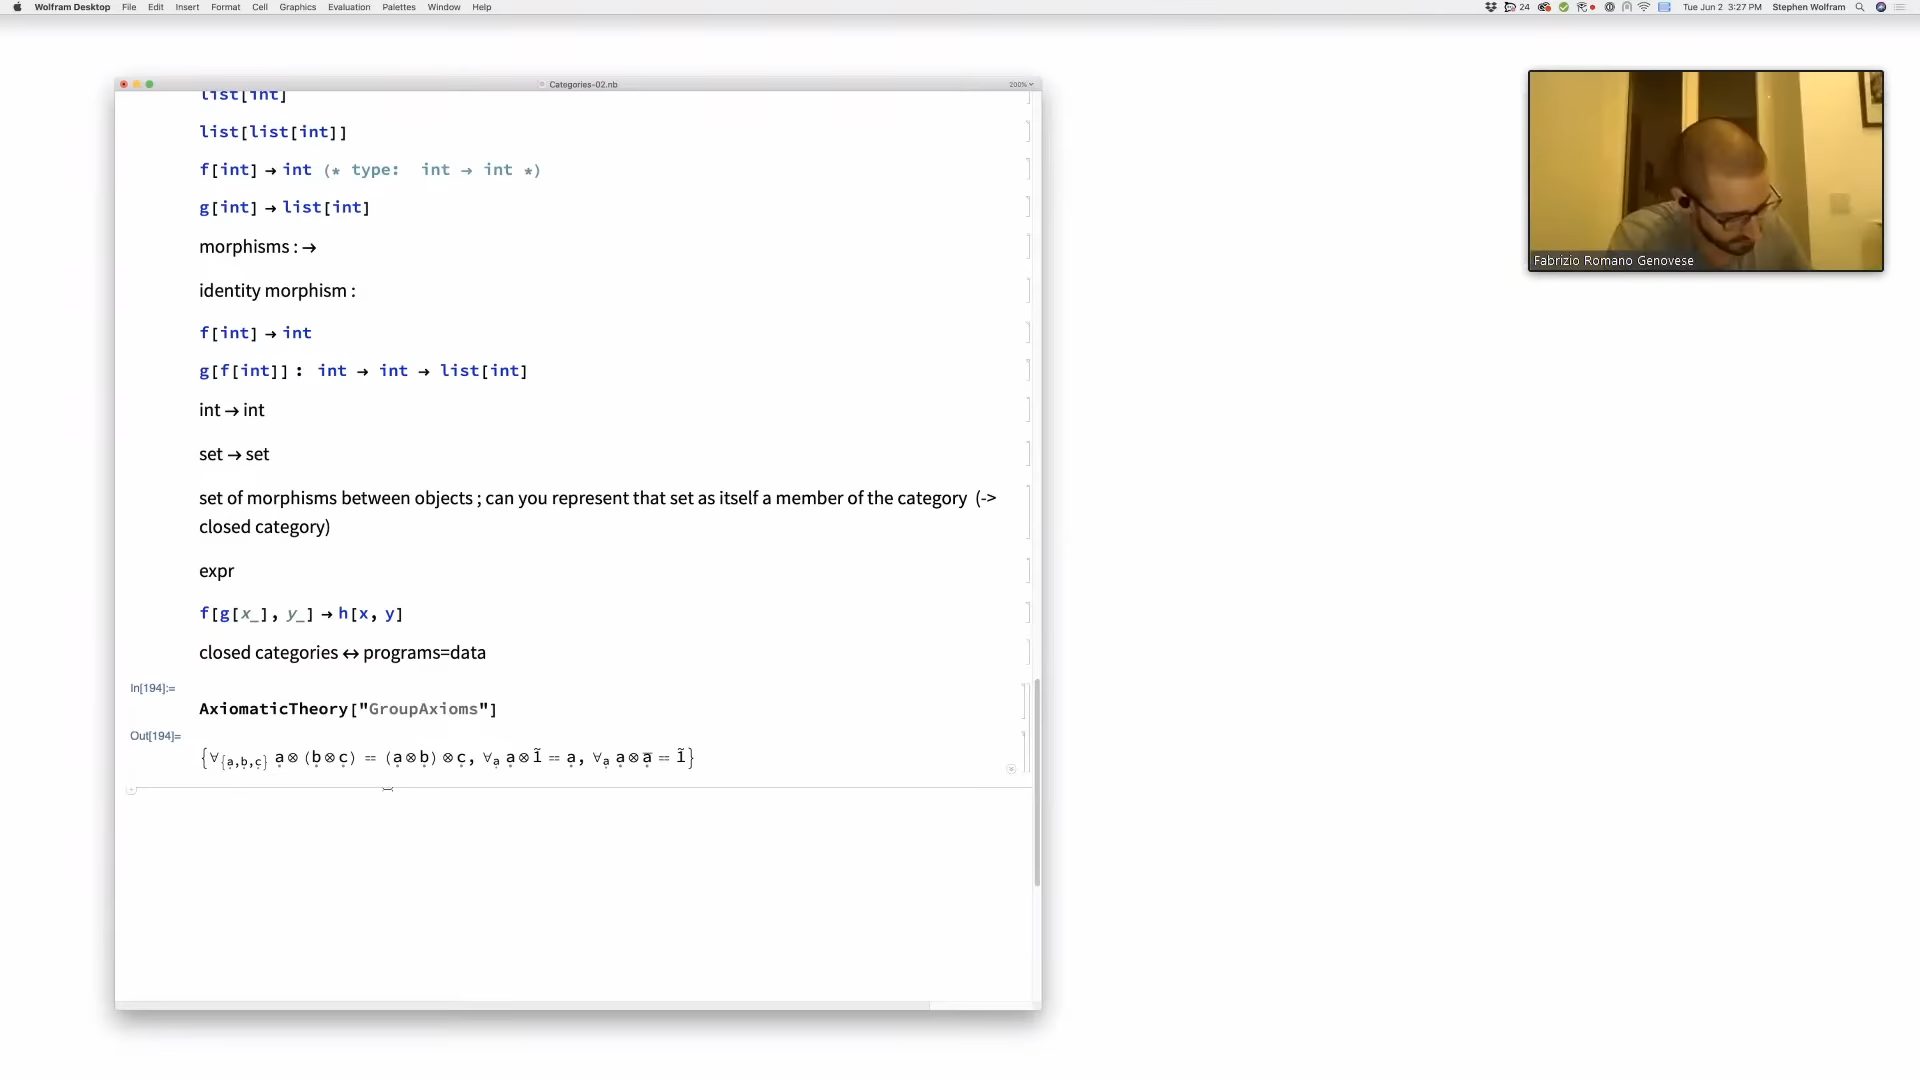 Wolfram Desktop File Edit Insert Format Cell Graphics Evaluation Palettes Window Help 24 Tue Jun 2 3:27 PM Stephen Wolfram
Categories-02.nb 200%
list[int]
list[list[int]]
f[int] → int (* type: int → int *)
g[int] → list[int]
morphisms : →
identity morphism :
f[int] → int
g[f[int]] : int → int → list[int]
int → int
set → set
set of morphisms between objects ; can you represent that set as itself a member of the category (->
closed category)
expr
f[g[x_], y_] → h[x, y]
closed categories ↔ programs=data
In[194]:=
AxiomaticTheory["GroupAxioms"]
Out[194]=
{∀{ạ,ḅ,c̣} ạ⊗(ḅ⊗c̣) == (ạ⊗ḅ)⊗c̣, ∀ạ ạ⊗1̃ == ạ, ∀ạ ạ⊗ạ̅ == 1̃}
Fabrizio Romano Genovese